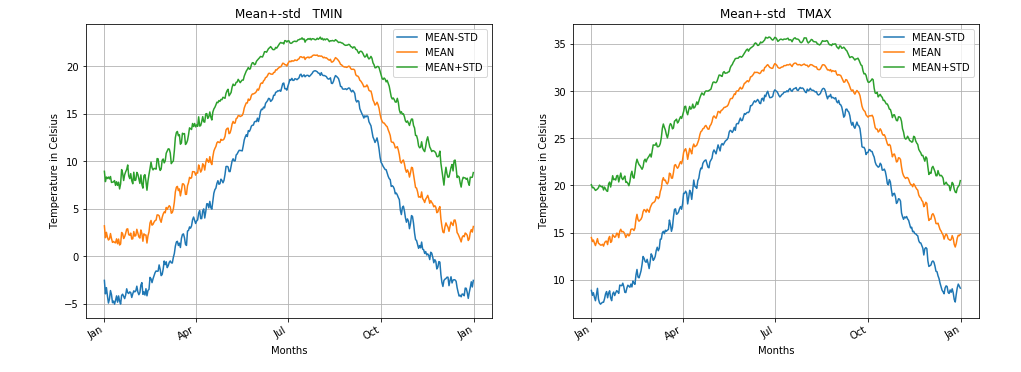 Mean+-std   TMIN
Temperature in Celsius
20
15
10
5
0
−5
MEAN-STD
MEAN
MEAN+STD
Jan
Apr
Jul
Oct
Jan
Months
Mean+-std   TMAX
Temperature in Celsius
35
30
25
20
15
10
MEAN-STD
MEAN
MEAN+STD
Jan
Apr
Jul
Oct
Jan
Months